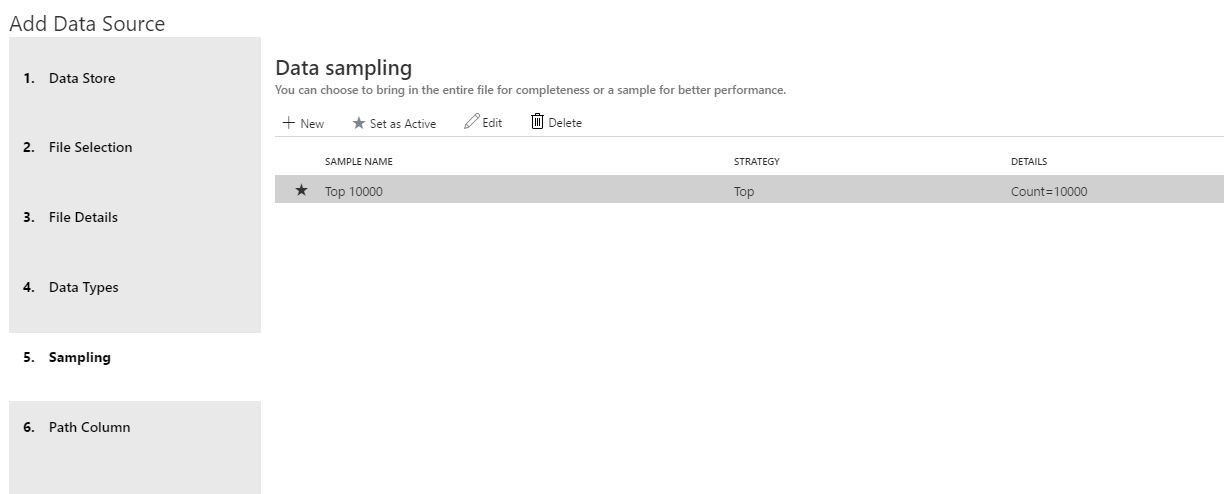 Add Data Source
1. Data Store
2. File Selection
3. File Details
4. Data Types
5. Sampling
6. Path Column
Data sampling
You can choose to bring in the entire file for completeness or a sample for better performance.
New Set as Active Edit Delete
SAMPLE NAME STRATEGY DETAILS
Top 10000 Top Count=10000